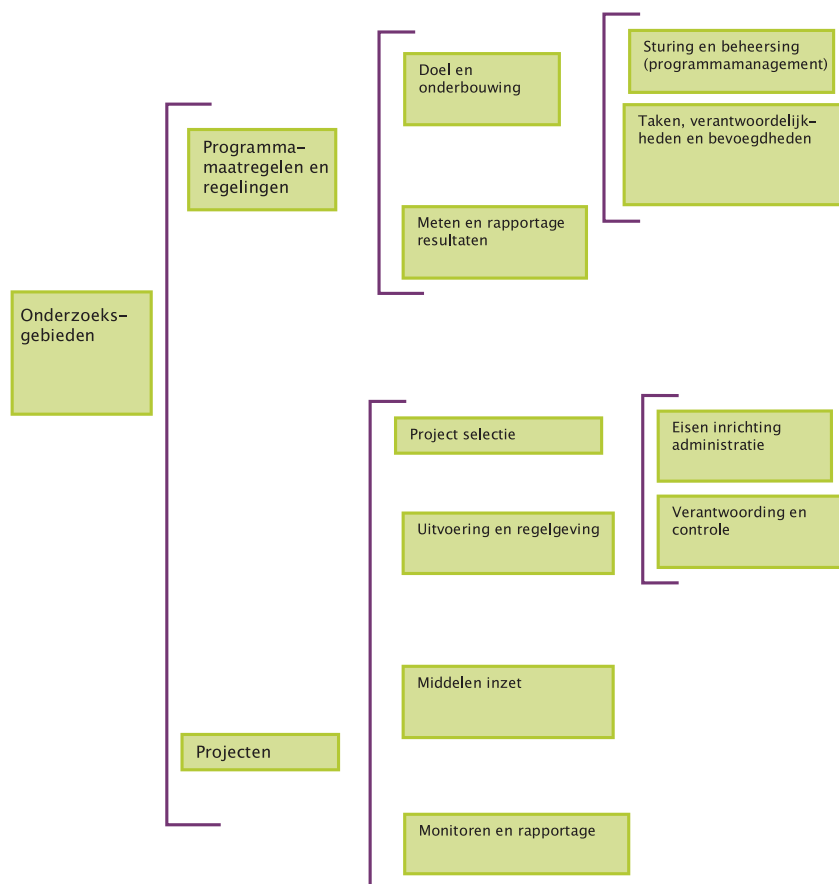 Onderzoeks–
gebieden
Programma–
maatregelen en
regelingen
Doel en
onderbouwing
Sturing en beheersing
(programmamanagement)
Taken, verantwoordelijk–
heden en bevoegdheden
Meten en rapportage
resultaten
Projecten
Project selectie
Eisen inrichting
administratie
Verantwoording en
controle
Uitvoering en regelgeving
Middelen inzet
Monitoren en rapportage